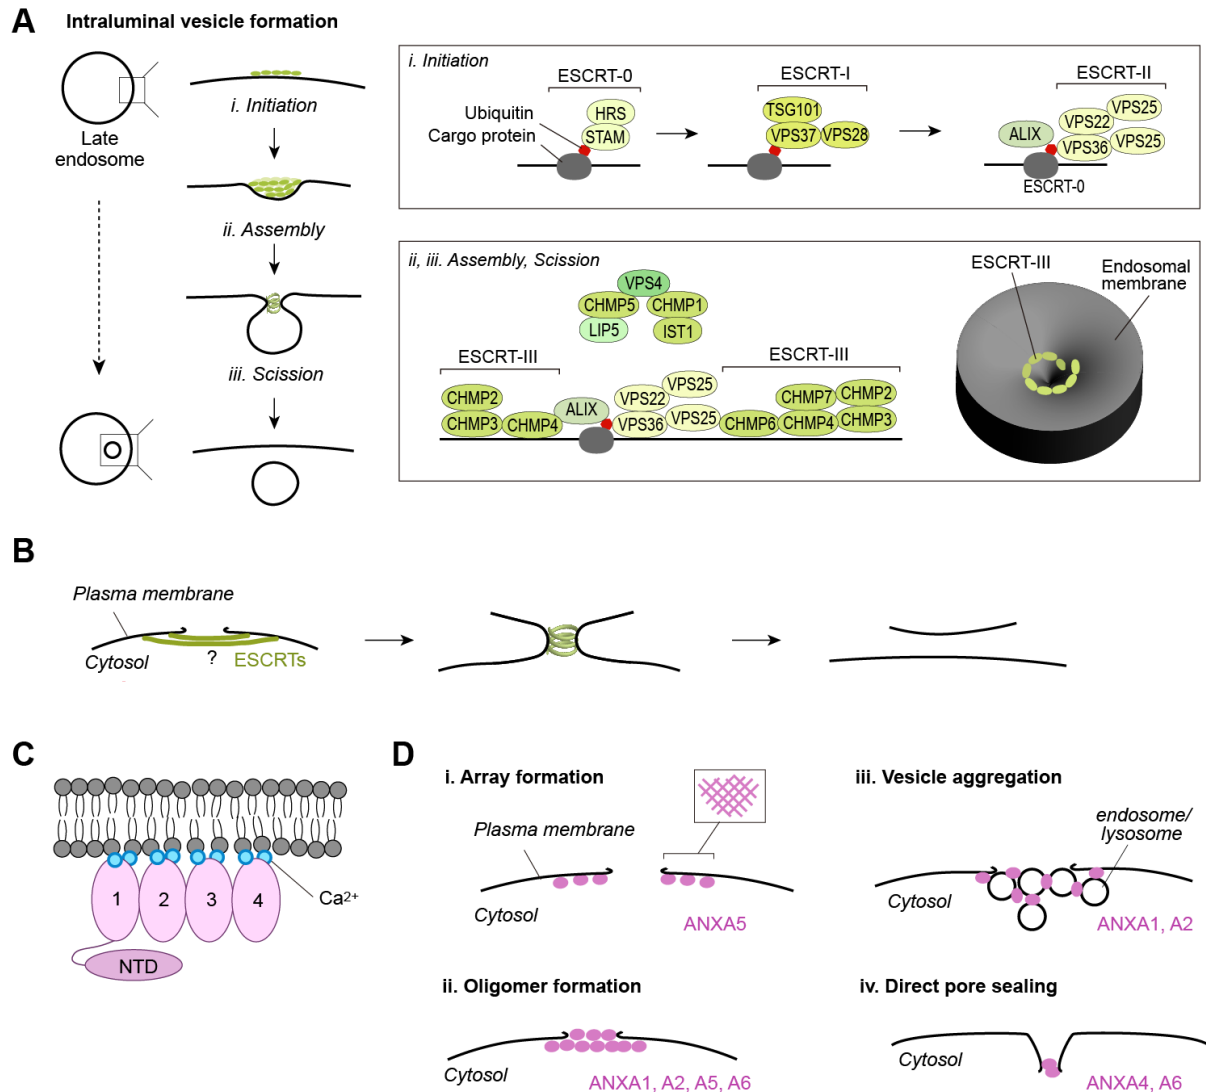 A
Intraluminal vesicle formation
Late
endosome
i. Initiation
ii. Assembly
iii. Scission
i. Initiation
ESCRT-0
Ubiquitin
Cargo protein
HRS
STAM
ESCRT-I
TSG101
VPS37
VPS28
ESCRT-II
ALIX
VPS22
VPS25
VPS36
VPS25
ESCRT-0
ii, iii. Assembly, Scission
VPS4
CHMP5
CHMP1
LIP5
IST1
ESCRT-III
CHMP2
CHMP3
CHMP4
ALIX
VPS22
VPS25
VPS36
VPS25
ESCRT-III
CHMP7
CHMP2
CHMP6
CHMP4
CHMP3
ESCRT-III
Endosomal
membrane
B
Plasma membrane
Cytosol
?
ESCRTs
C
1
2
3
4
Ca2+
NTD
D
i. Array formation
Plasma membrane
Cytosol
ANXA5
ii. Oligomer formation
Cytosol
ANXA1, A2, A5, A6
iii. Vesicle aggregation
endosome/
lysosome
Cytosol
ANXA1, A2
iv. Direct pore sealing
Cytosol
ANXA4, A6